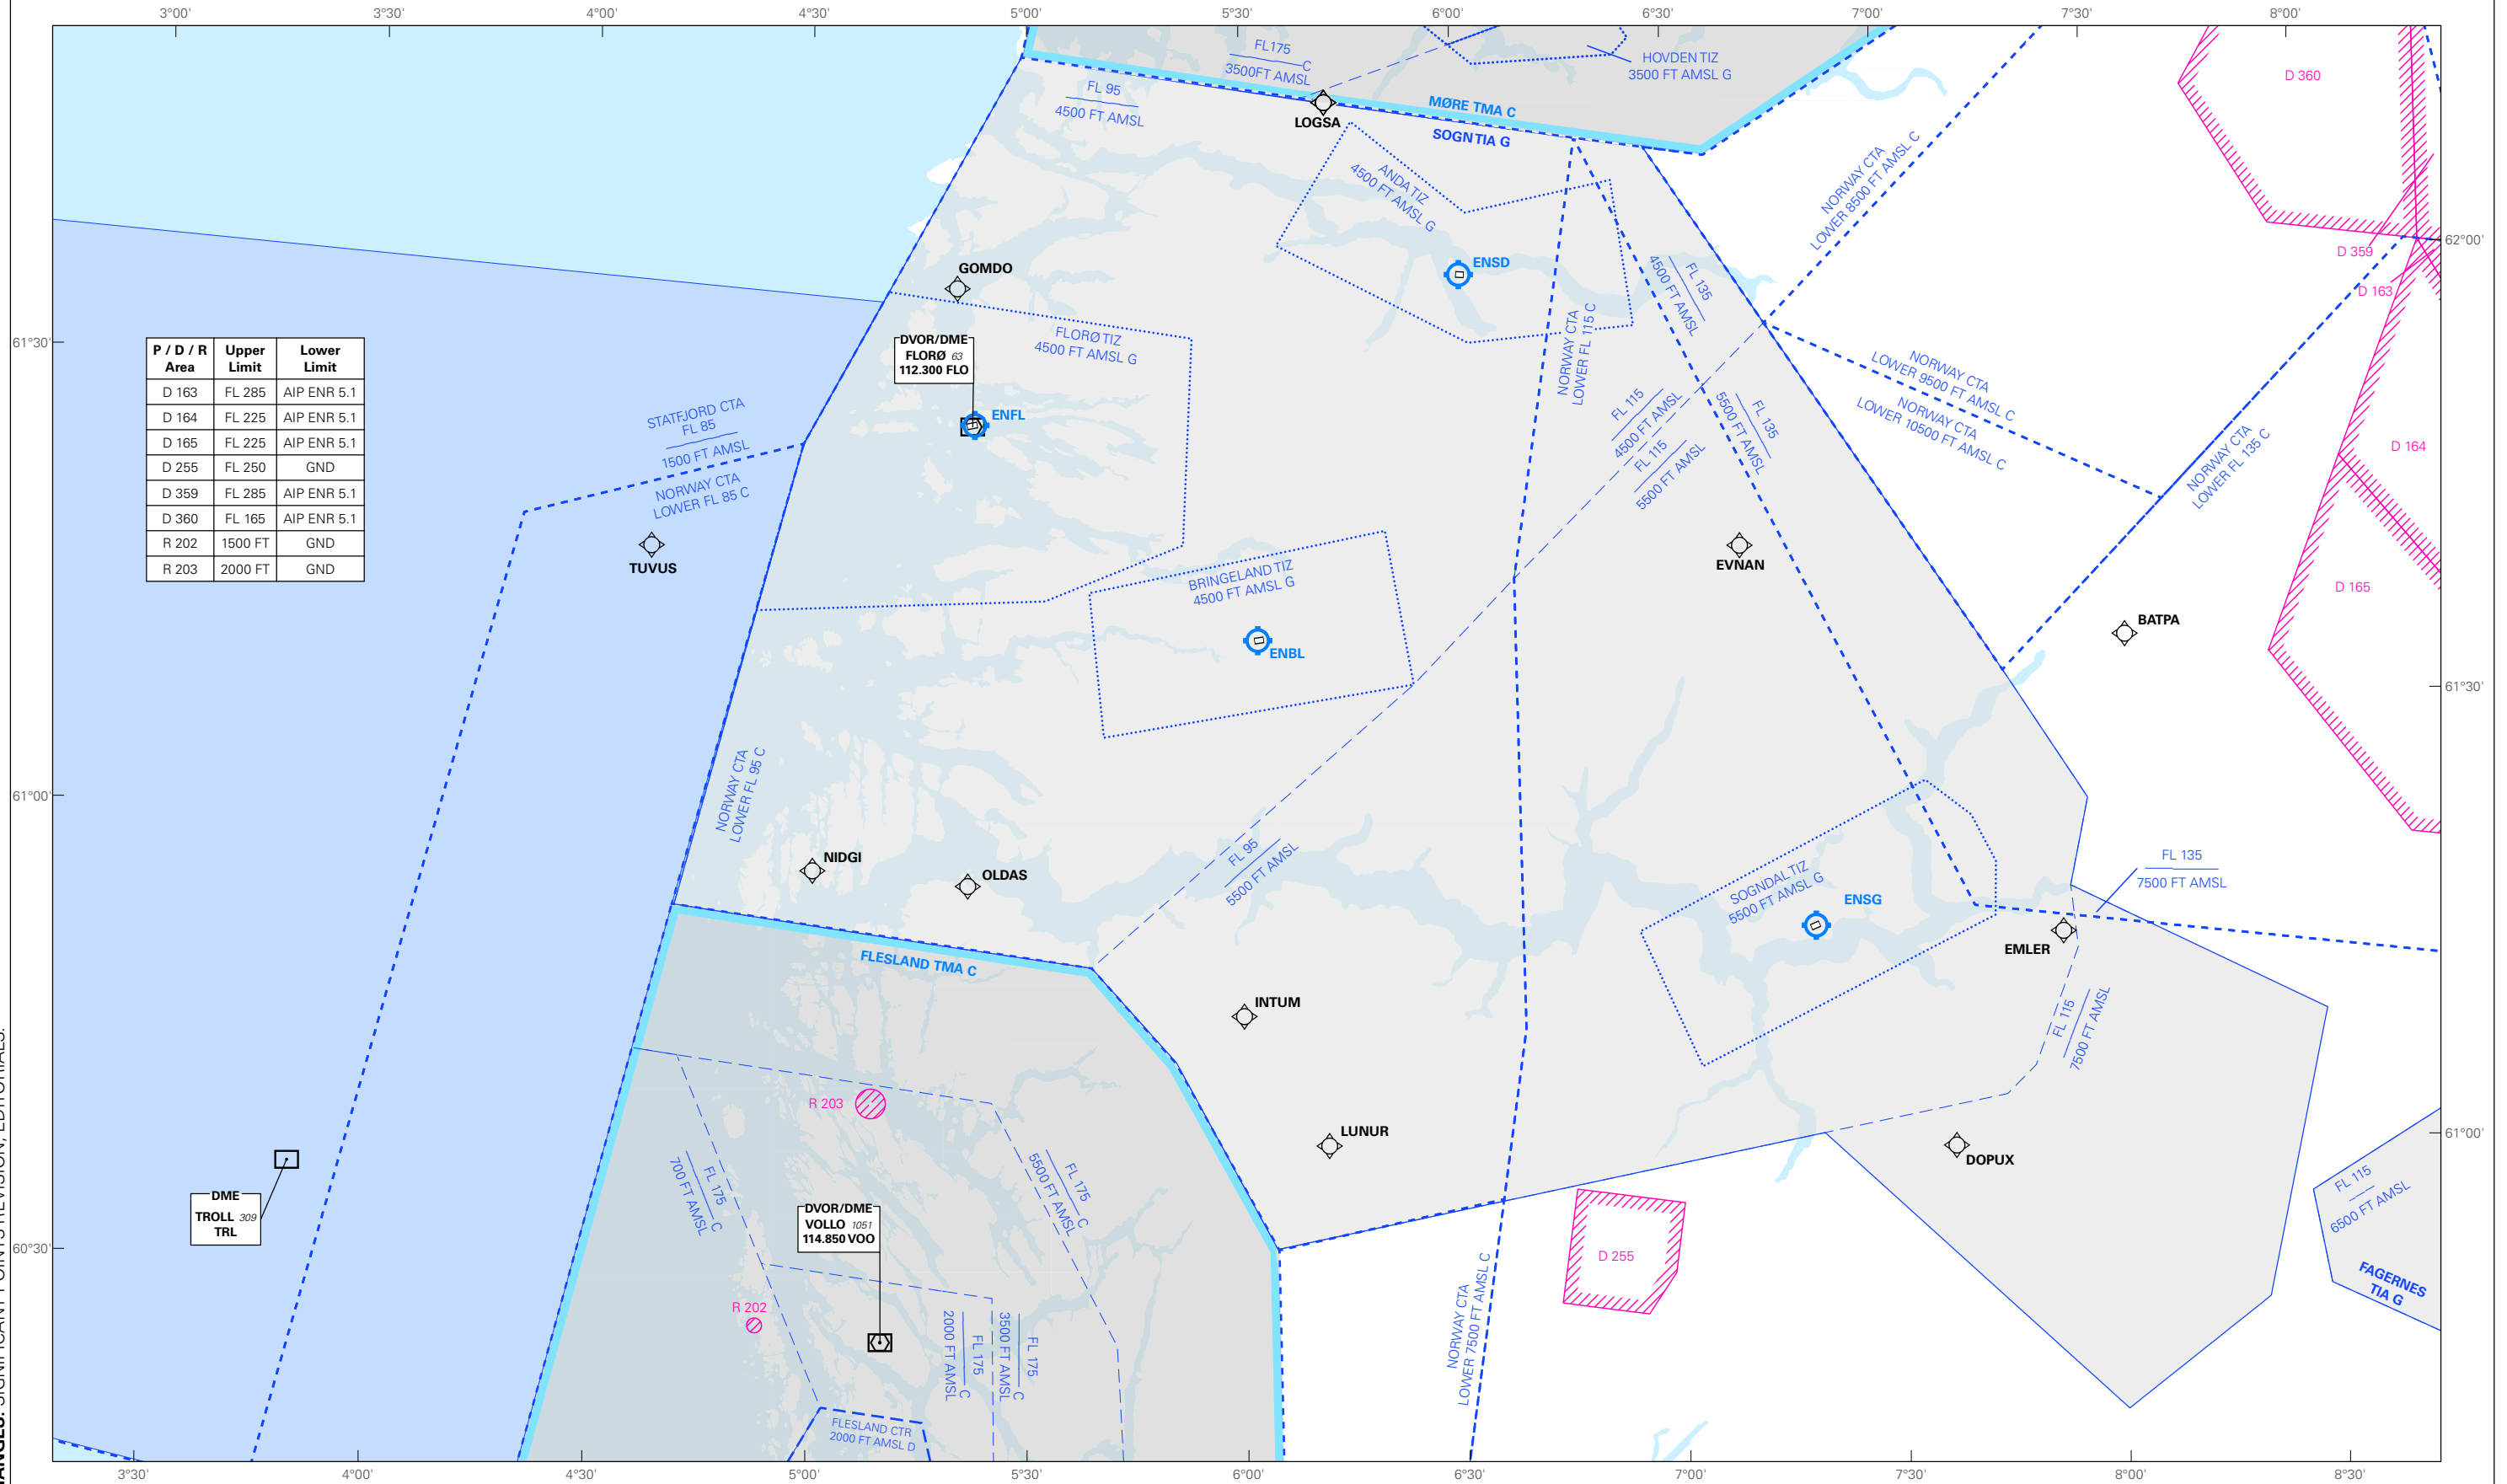 3°00'
3°30'
4°00'
4°30'
5°00'
5°30'
6°00'
6°30'
7°00'
7°30'
8°00'
FL175
C
3500FT AMSL
HOVDEN TIZ
3500 FT AMSL G
D 360
FL 95
4500 FT AMSL
MØRE TMA C
LOGSA
SOGN TIA G
ANDA TIZ
4500 FT AMSL G
NORWAY CTA
LOWER 8500 FT AMSL C
62°00'
D 359
D 163
GOMDO
ENSD
FL 135
4500 FT AMSL
61°30'
FLORØ TIZ
4500 FT AMSL G
DVOR/DME
FLORØ 63
112.300 FLO
ENFL
NORWAY CTA
LOWER FL 115 C
NORWAY CTA
LOWER 9500 FT AMSL C
NORWAY CTA
LOWER 10500 FT AMSL C
P / D / R Area Upper Limit Lower Limit
D 163 FL 285 AIP ENR 5.1
D 164 FL 225 AIP ENR 5.1
D 165 FL 225 AIP ENR 5.1
D 255 FL 250 GND
D 359 FL 285 AIP ENR 5.1
D 360 FL 165 AIP ENR 5.1
R 202 1500 FT GND
R 203 2000 FT GND
STATFJORD CTA
FL 85
1500 FT AMSL
NORWAY CTA
LOWER FL 85 C
FL 115
4500 FT AMSL
FL 115
5500 FT AMSL
FL 135
5500 FT AMSL
NORWAY CTA
LOWER FL 135 C
D 164
TUVUS
EVNAN
D 165
BRINGELAND TIZ
4500 FT AMSL G
ENBL
BATPA
61°30'
61°00'
NORWAY CTA
LOWER FL 95 C
NIDGI
OLDAS
FL 95
5500 FT AMSL
SOGNDAL TIZ
5500 FT AMSL G
ENSG
FL 135
7500 FT AMSL
EMLER
FLESLAND TMA C
INTUM
FL 115
7500 FT AMSL
R 203
LUNUR
DOPUX
61°00'
DME
TROLL 309
TRL
FL 175
C
700 FT AMSL
FL 175
C
5500 FT AMSL
DVOR/DME
VOLLO 1051
114.850 VOO
60°30'
R 202
FL 175
C
2000 FT AMSL
FL 175
C
3500 FT AMSL
D 255
NORWAY CTA
LOWER 7500 FT AMSL C
FL 115
6500 FT AMSL
FAGERNES
TIA G
FLESLAND CTR
2000 FT AMSL D
3°30'
4°00'
4°30'
5°00'
5°30'
6°00'
6°30'
7°00'
7°30'
8°00'
8°30'